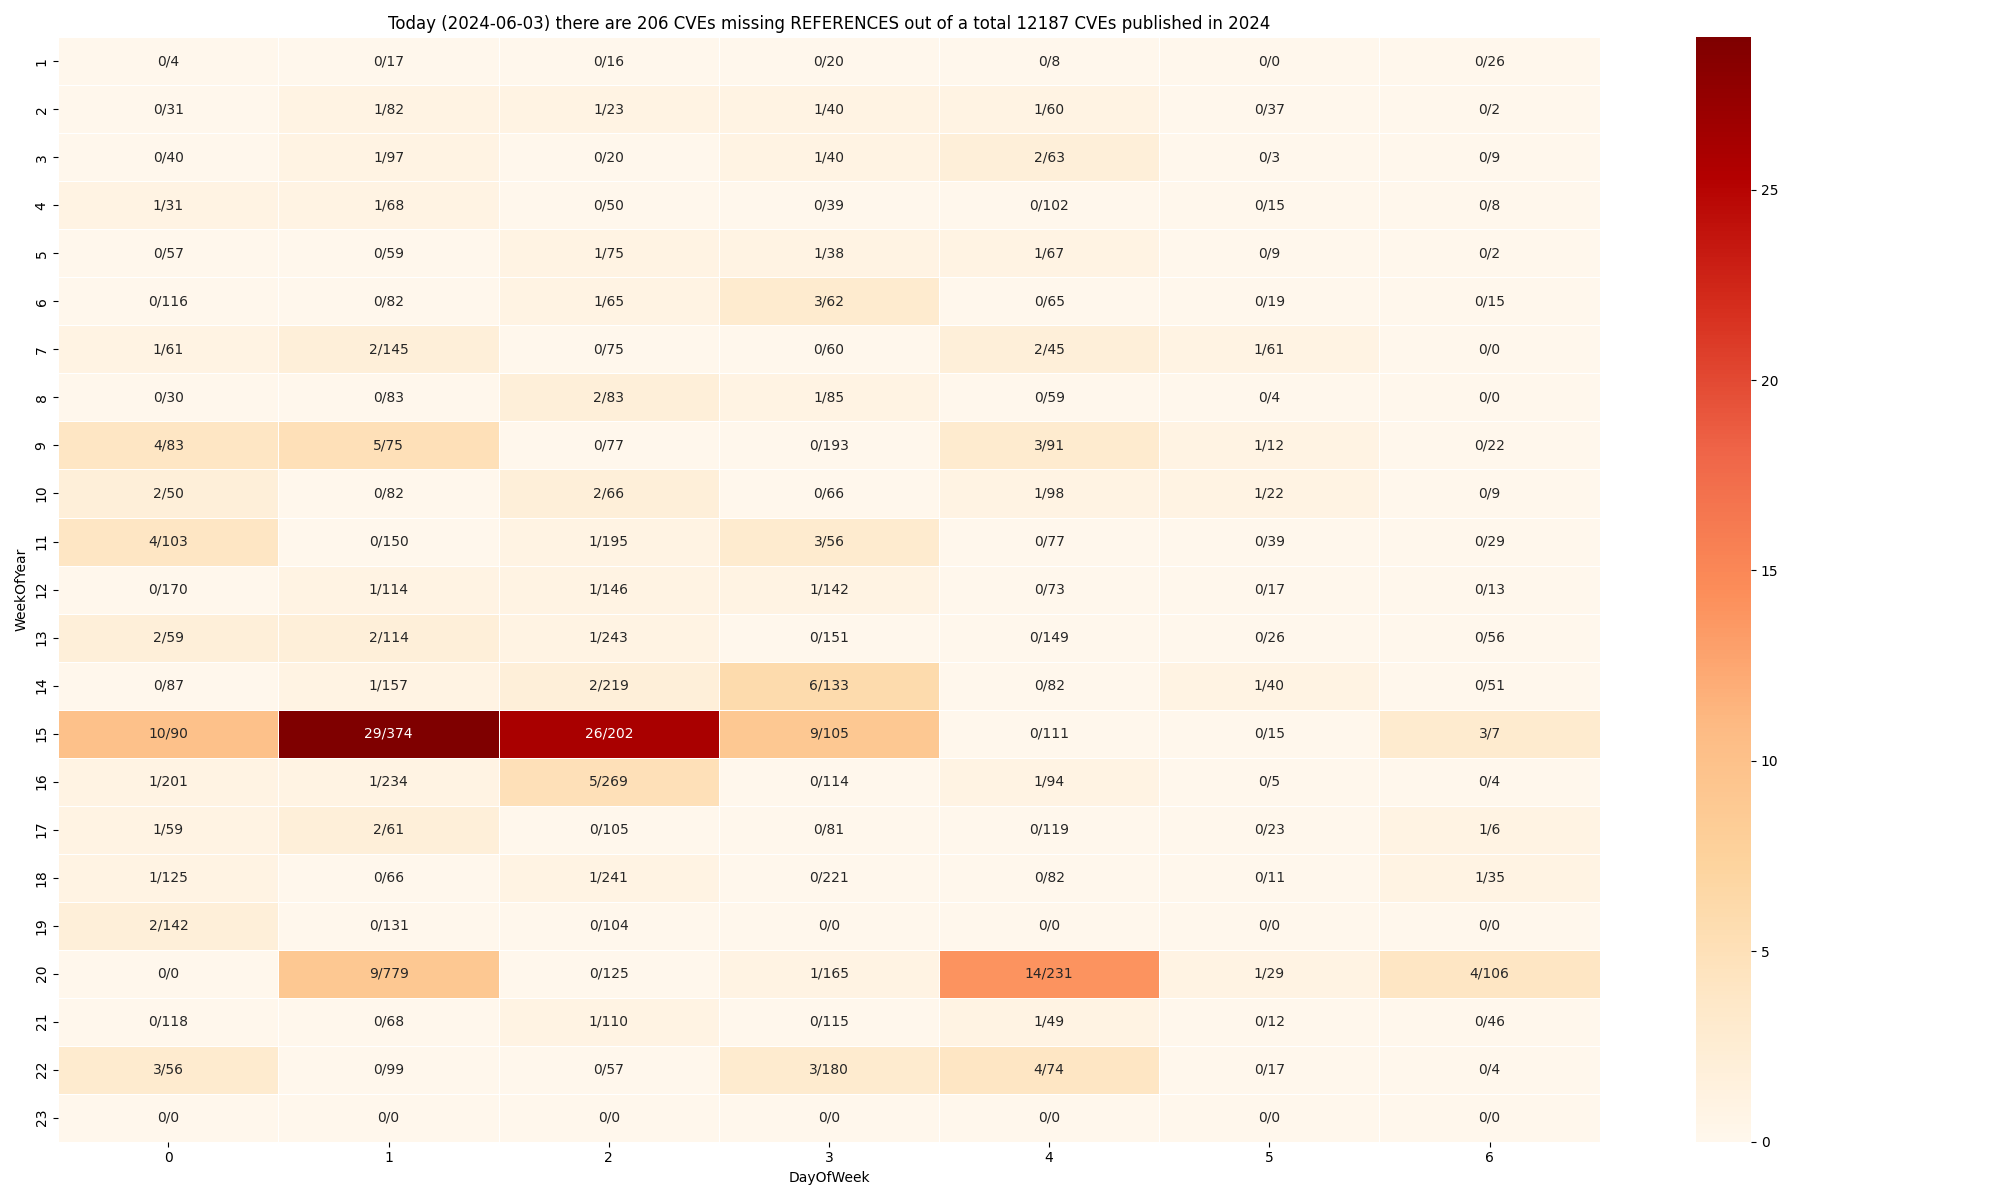 Today (2024-06-03) there are 206 CVEs missing REFERENCES out of a total 12187 CVEs published in 2024
WeekOfYear
1 0/4 0/17 0/16 0/20 0/8 0/0 0/26
2 0/31 1/82 1/23 1/40 1/60 0/37 0/2
3 0/40 1/97 0/20 1/40 2/63 0/3 0/9
4 1/31 1/68 0/50 0/39 0/102 0/15 0/8
5 0/57 0/59 1/75 1/38 1/67 0/9 0/2
6 0/116 0/82 1/65 3/62 0/65 0/19 0/15
7 1/61 2/145 0/75 0/60 2/45 1/61 0/0
8 0/30 0/83 2/83 1/85 0/59 0/4 0/0
9 4/83 5/75 0/77 0/193 3/91 1/12 0/22
10 2/50 0/82 2/66 0/66 1/98 1/22 0/9
11 4/103 0/150 1/195 3/56 0/77 0/39 0/29
12 0/170 1/114 1/146 1/142 0/73 0/17 0/13
13 2/59 2/114 1/243 0/151 0/149 0/26 0/56
14 0/87 1/157 2/219 6/133 0/82 1/40 0/51
15 10/90 29/374 26/202 9/105 0/111 0/15 3/7
16 1/201 1/234 5/269 0/114 1/94 0/5 0/4
17 1/59 2/61 0/105 0/81 0/119 0/23 1/6
18 1/125 0/66 1/241 0/221 0/82 0/11 1/35
19 2/142 0/131 0/104 0/0 0/0 0/0 0/0
20 0/0 9/779 0/125 1/165 14/231 1/29 4/106
21 0/118 0/68 1/110 0/115 1/49 0/12 0/46
22 3/56 0/99 0/57 3/180 4/74 0/17 0/4
23 0/0 0/0 0/0 0/0 0/0 0/0 0/0
0 1 2 3 4 5 6
DayOfWeek
25
20
15
10
5
0